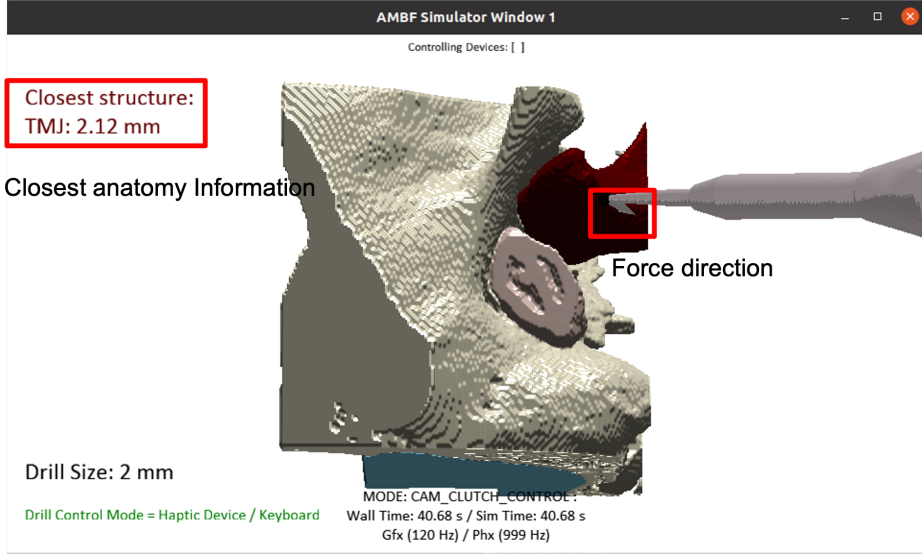 AMBF Simulator Window 1
Controlling Devices: [ ]
Closest structure:
TMJ: 2.12 mm
Closest anatomy Information
Force direction
Drill Size: 2 mm
Drill Control Mode = Haptic Device / Keyboard
MODE: CAM_CLUTCH_CONTROL :
Wall Time: 40.68 s / Sim Time: 40.68 s
Gfx (120 Hz) / Phx (999 Hz)